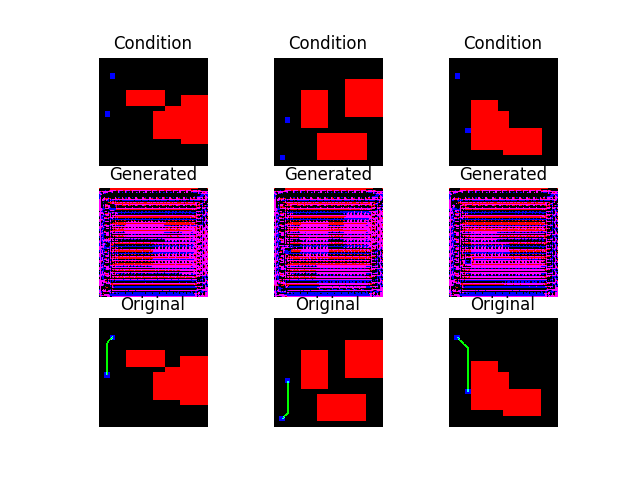 Condition Condition Condition
Generated Generated Generated
Original Original Original